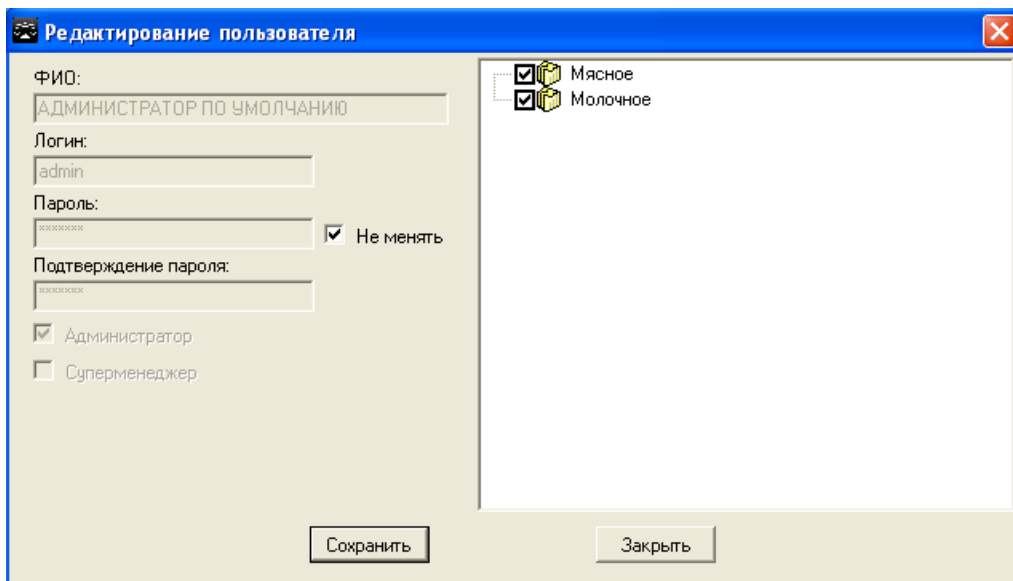 Редактирование пользователя
ФИО:
АДМИНИСТРАТОР ПО УМОЛЧАНИЮ
Логин:
admin
Пароль:
×××××××
Не менять
Подтверждение пароля:
×××××××
Администратор
Суперменеджер
Мясное
Молочное
Сохранить
Закрыть